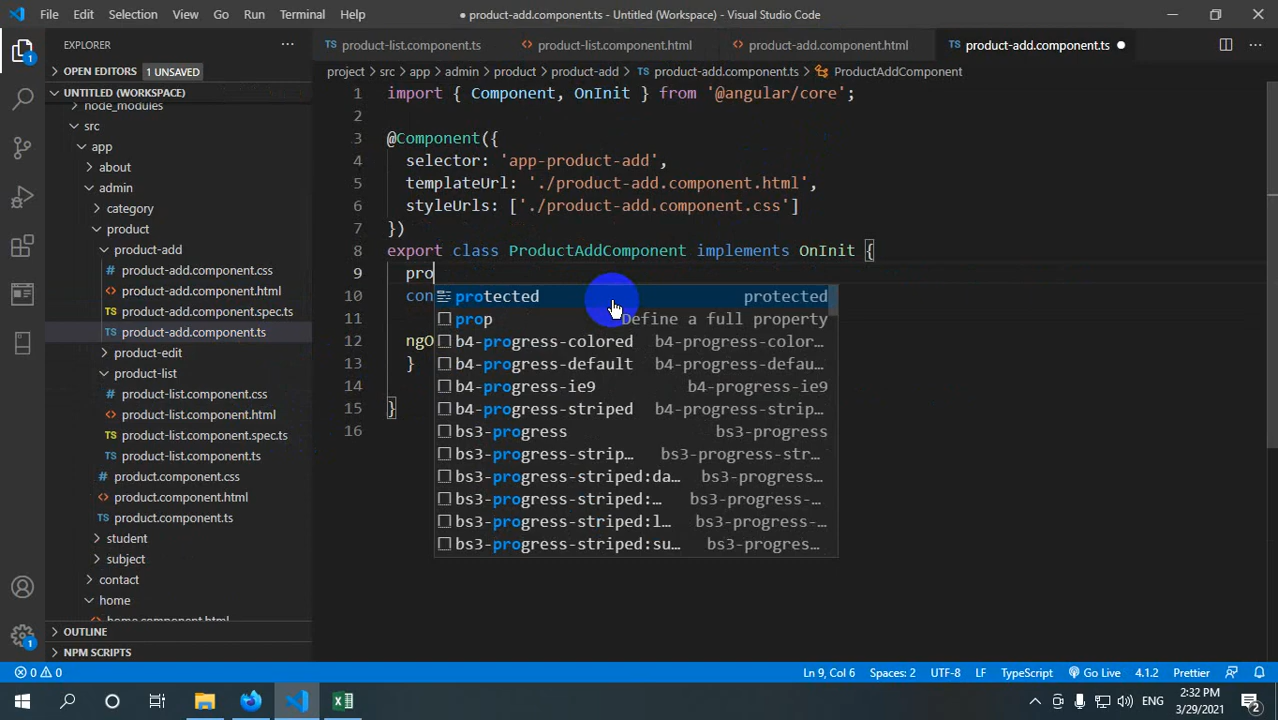 File Edit Selection View Go Run Terminal Help
● product-add.component.ts - Untitled (Workspace) - Visual Studio Code
EXPLORER
OPEN EDITORS 1 UNSAVED
UNTITLED (WORKSPACE)
node_modules
src
app
about
admin
category
product
product-add
product-add.component.css
product-add.component.html
product-add.component.spec.ts
product-add.component.ts
product-edit
product-list
product-list.component.css
product-list.component.html
product-list.component.spec.ts
product-list.component.ts
product.component.css
product.component.html
product.component.ts
student
subject
contact
home
home.component.html
OUTLINE
NPM SCRIPTS
TS product-list.component.ts product-list.component.html product-add.component.html TS product-add.component.ts ●
project > src > app > admin > product > product-add > TS product-add.component.ts > ProductAddComponent
1 import { Component, OnInit } from '@angular/core';
2
3 @Component({
4 selector: 'app-product-add',
5 templateUrl: './product-add.component.html',
6 styleUrls: ['./product-add.component.css']
7 })
8 export class ProductAddComponent implements OnInit {
9 pro
10 con
11
12 ngO
13 }
14
15 }
16
protected protected
prop Define a full property
b4-progress-colored b4-progress-color…
b4-progress-default b4-progress-defau…
b4-progress-ie9 b4-progress-ie9
b4-progress-striped b4-progress-strip…
bs3-progress bs3-progress
bs3-progress-strip… bs3-progress-str…
bs3-progress-striped:da… bs3-progress…
bs3-progress-striped:… bs3-progress-…
bs3-progress-striped:l… bs3-progress-…
bs3-progress-striped:su… bs3-progres…
1
1
0 0 Ln 9, Col 6 Spaces: 2 UTF-8 LF TypeScript Go Live 4.1.2 Prettier
ENG 2:32 PM
3/29/2021
2